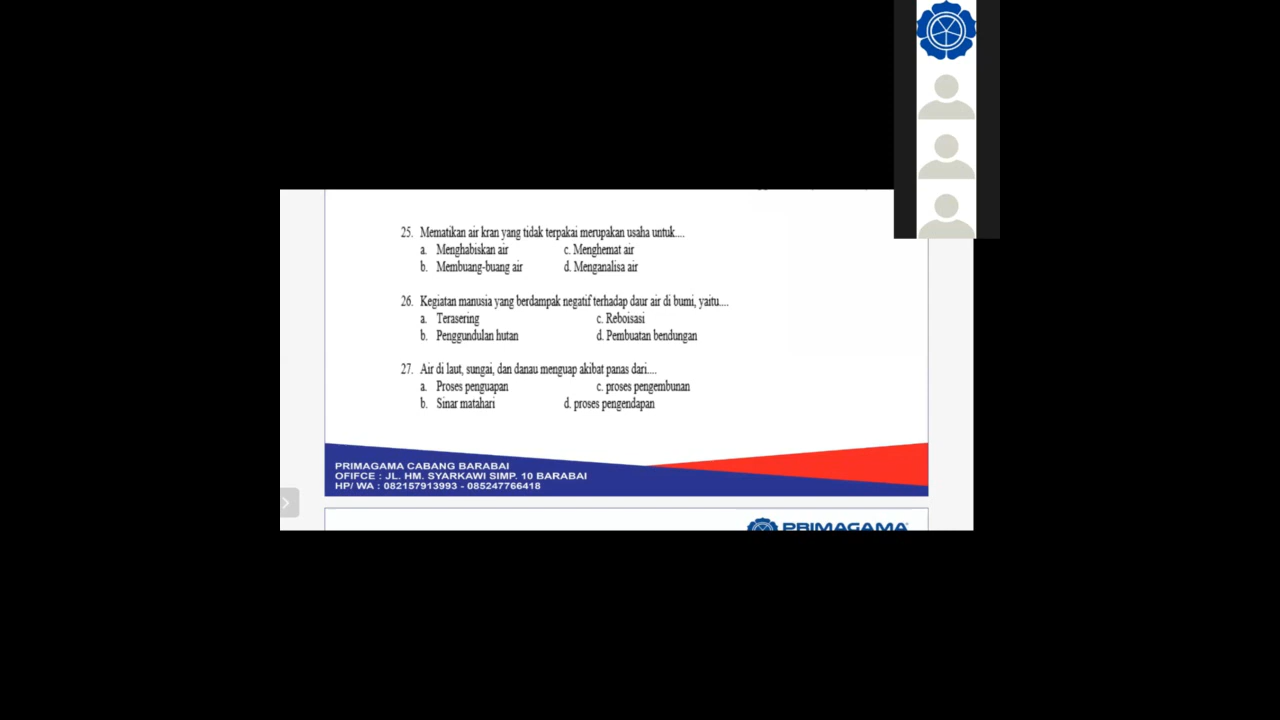 25. Mematikan air kran yang tidak terpakai merupakan usaha untuk....
a. Menghabiskan air c. Menghemat air
b. Membuang-buang air d. Menganalisa air
26. Kegiatan manusia yang berdampak negatif terhadap daur air di bumi, yaitu....
a. Terasering c. Reboisasi
b. Penggundulan hutan d. Pembuatan bendungan
27. Air di laut, sungai, dan danau menguap akibat panas dari....
a. Proses penguapan c. proses pengembunan
b. Sinar matahari d. proses pengendapan
PRIMAGAMA CABANG BARABAI
OFIFCE : JL. HM. SYARKAWI SIMP. 10 BARABAI
HP/ WA : 082157913993 - 085247766418
PRIMAGAMA